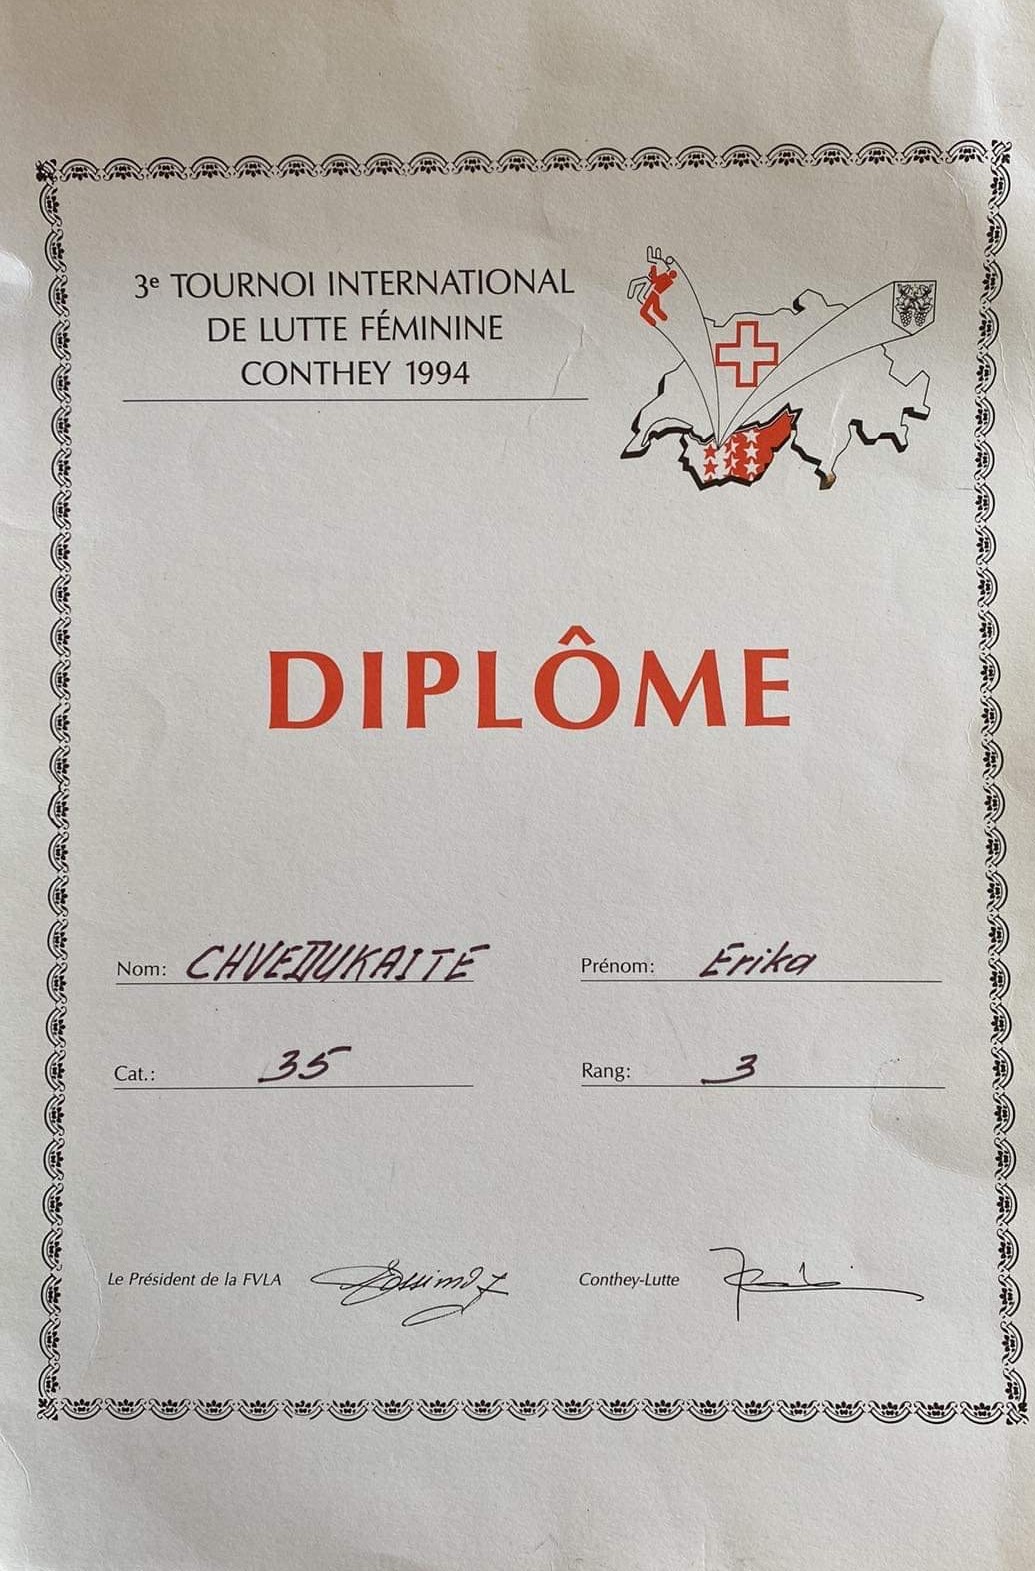 3e TOURNOI INTERNATIONAL
DE LUTTE FÉMININE
CONTHEY 1994
DIPLÔME
Nom: CHVEDUKAITE Prénom: Erika
Cat.: 35 Rang: 3
Le Président de la FVLA Conthey-Lutte